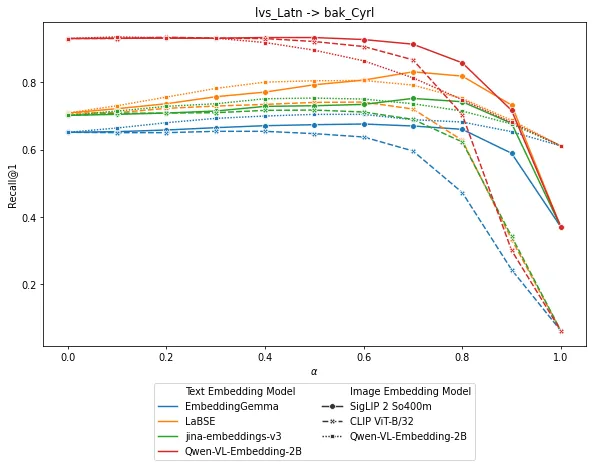 lvs_Latn -> bak_Cyrl
Recall@1
0.8
0.6
0.4
0.2
0.0 0.2 0.4 0.6 0.8 1.0
α
Text Embedding Model Image Embedding Model
EmbeddingGemma SigLIP 2 So400m
LaBSE CLIP ViT-B/32
jina-embeddings-v3 Qwen-VL-Embedding-2B
Qwen-VL-Embedding-2B